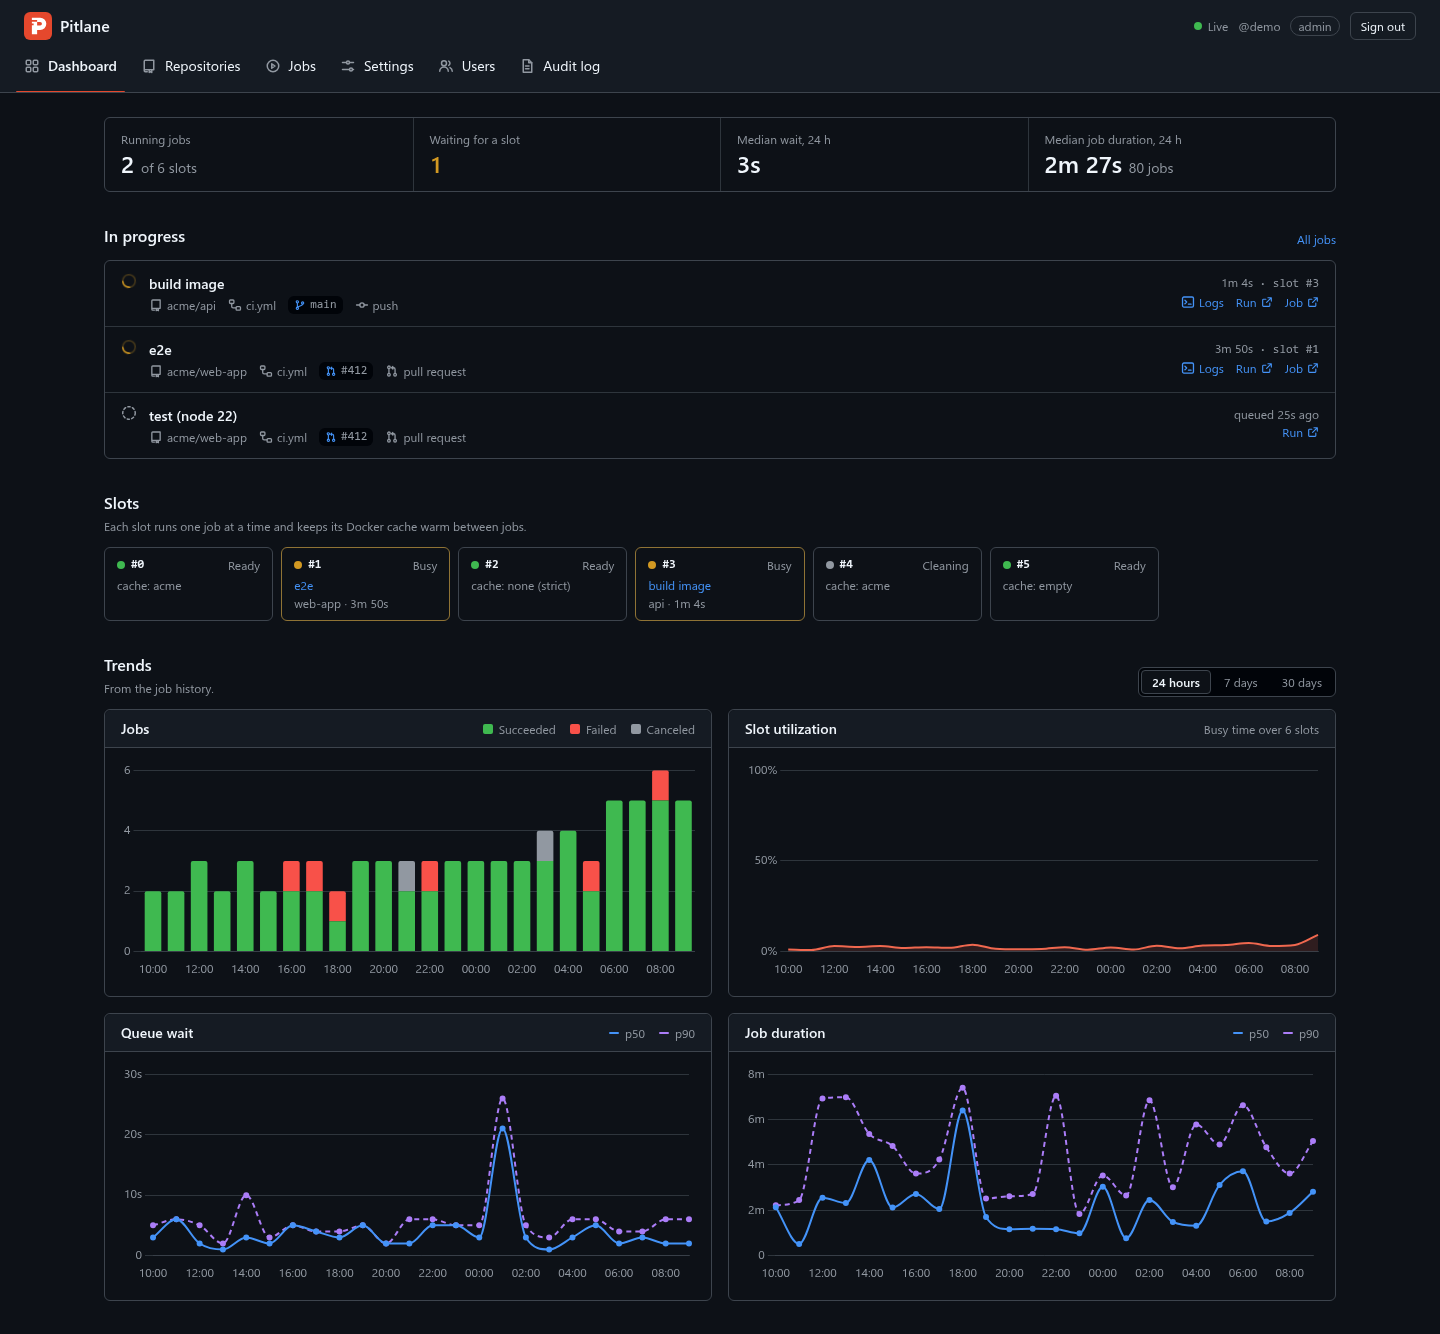 Pitlane
Live @demo admin Sign out
Dashboard Repositories Jobs Settings Users Audit log
Running jobs Waiting for a slot Median wait, 24 h Median job duration, 24 h
2 of 6 slots 1 3s 2m 27s 80 jobs
In progress All jobs
build image 1m 4s · slot #3
acme/api ci.yml main push Logs Run Job
e2e 3m 50s · slot #1
acme/web-app ci.yml #412 pull request Logs Run Job
test (node 22) queued 25s ago
acme/web-app ci.yml #412 pull request Run
Slots
Each slot runs one job at a time and keeps its Docker cache warm between jobs.
#0 Ready #1 Busy #2 Ready #3 Busy #4 Cleaning #5 Ready
cache: acme e2e cache: none (strict) build image cache: acme cache: empty
web-app · 3m 50s api · 1m 4s
Trends
From the job history. 24 hours 7 days 30 days
Jobs Succeeded Failed Canceled
6
4
2
0
10:00 12:00 14:00 16:00 18:00 20:00 22:00 00:00 02:00 04:00 06:00 08:00
Slot utilization Busy time over 6 slots
100%
50%
0%
10:00 12:00 14:00 16:00 18:00 20:00 22:00 00:00 02:00 04:00 06:00 08:00
Queue wait p50 p90
30s
20s
10s
0
10:00 12:00 14:00 16:00 18:00 20:00 22:00 00:00 02:00 04:00 06:00 08:00
Job duration p50 p90
8m
6m
4m
2m
0
10:00 12:00 14:00 16:00 18:00 20:00 22:00 00:00 02:00 04:00 06:00 08:00